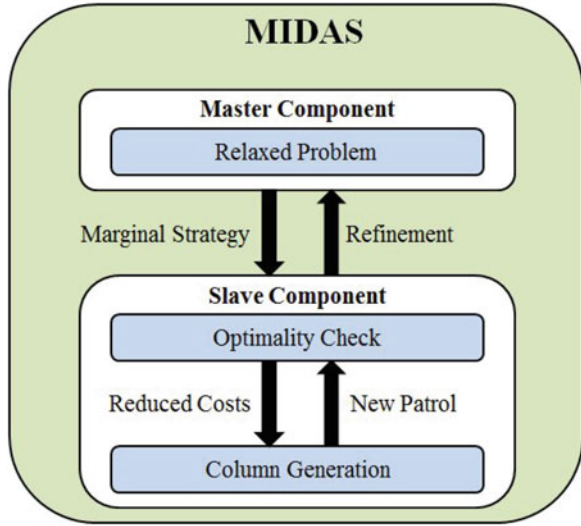 MIDAS
Master Component
Relaxed Problem
Marginal Strategy
Refinement
Slave Component
Optimality Check
Reduced Costs
New Patrol
Column Generation